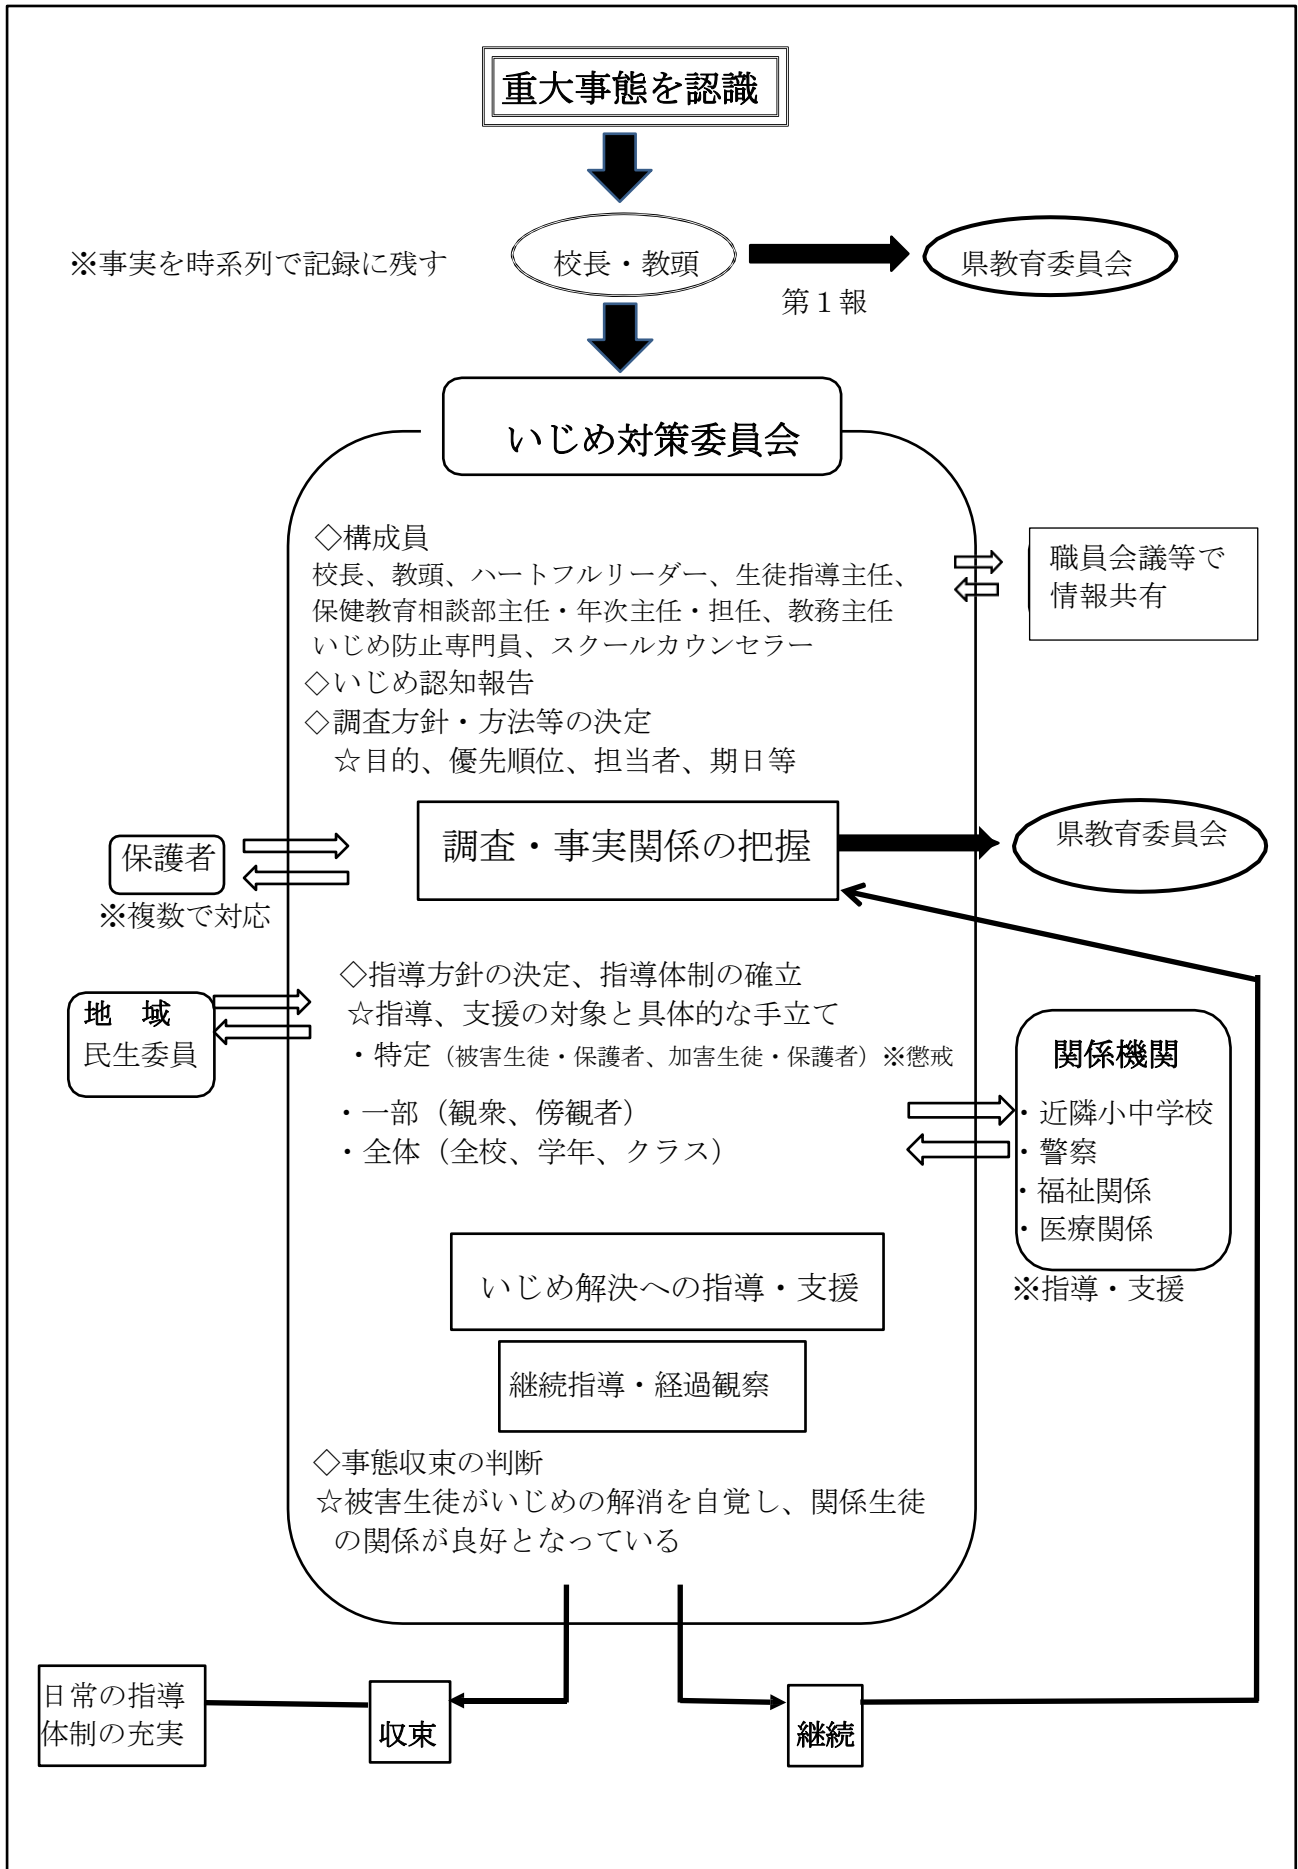 重大事態を認識
※事実を時系列で記録に残す
校長・教頭
第１報
県教育委員会
いじめ対策委員会
◇構成員
校長、教頭、ハートフルリーダー、生徒指導主任、
保健教育相談部主任・年次主任・担任、教務主任
いじめ防止専門員、スクールカウンセラー
◇いじめ認知報告
◇調査方針・方法等の決定
☆目的、優先順位、担当者、期日等
職員会議等で
情報共有
調査・事実関係の把握
県教育委員会
保護者
※複数で対応
◇指導方針の決定、指導体制の確立
☆指導、支援の対象と具体的な手立て
・特定（被害生徒・保護者、加害生徒・保護者）※懲戒
・一部（観衆、傍観者）
・全体（全校、学年、クラス）
地　域
民生委員
関係機関
・近隣小中学校
・警察
・福祉関係
・医療関係
※指導・支援
いじめ解決への指導・支援
継続指導・経過観察
◇事態収束の判断
☆被害生徒がいじめの解消を自覚し、関係生徒
の関係が良好となっている
日常の指導
体制の充実
収束
継続